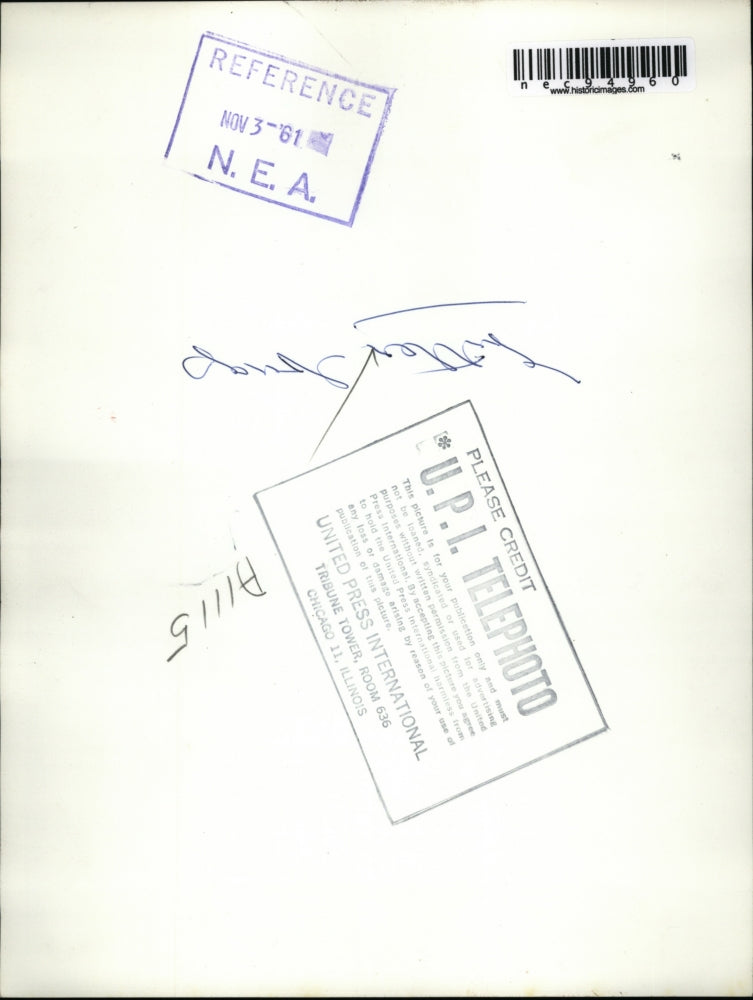 REFERENCE
NOV 3 - '61
N. E. A.
nec94960
www.historicimages.com
A1115
PLEASE CREDIT
U. P. I. TELEPHOTO
This picture is for your publication only and must
not be loaned, syndicated or used for advertising
purposes without written permission from the United
Press International. By accepting this picture you agree
to hold the United Press International harmless from
any loss or damage arising by reason of your use of
publication of this picture.
UNITED PRESS INTERNATIONAL
TRIBUNE TOWER, ROOM 636
CHICAGO 11, ILLINOIS